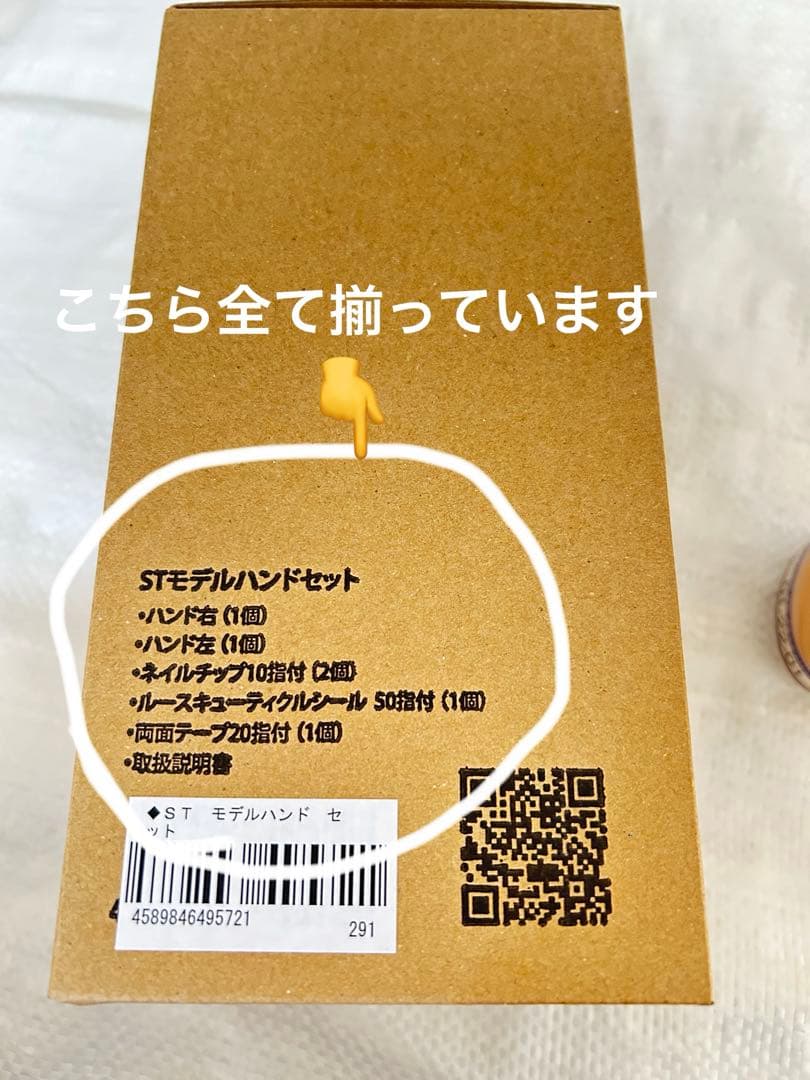 こちら全て揃っています
STモデルハンドセット
・ハンド右（1個）
・ハンド左（1個）
・ネイルチップ10指付（2個）
・ルースキューティクルシール 50指付（1個）
・両面テープ20指付（1個）
・取扱説明書
◆ＳＴ　モデルハンド　セ
ット
4589846495721
291